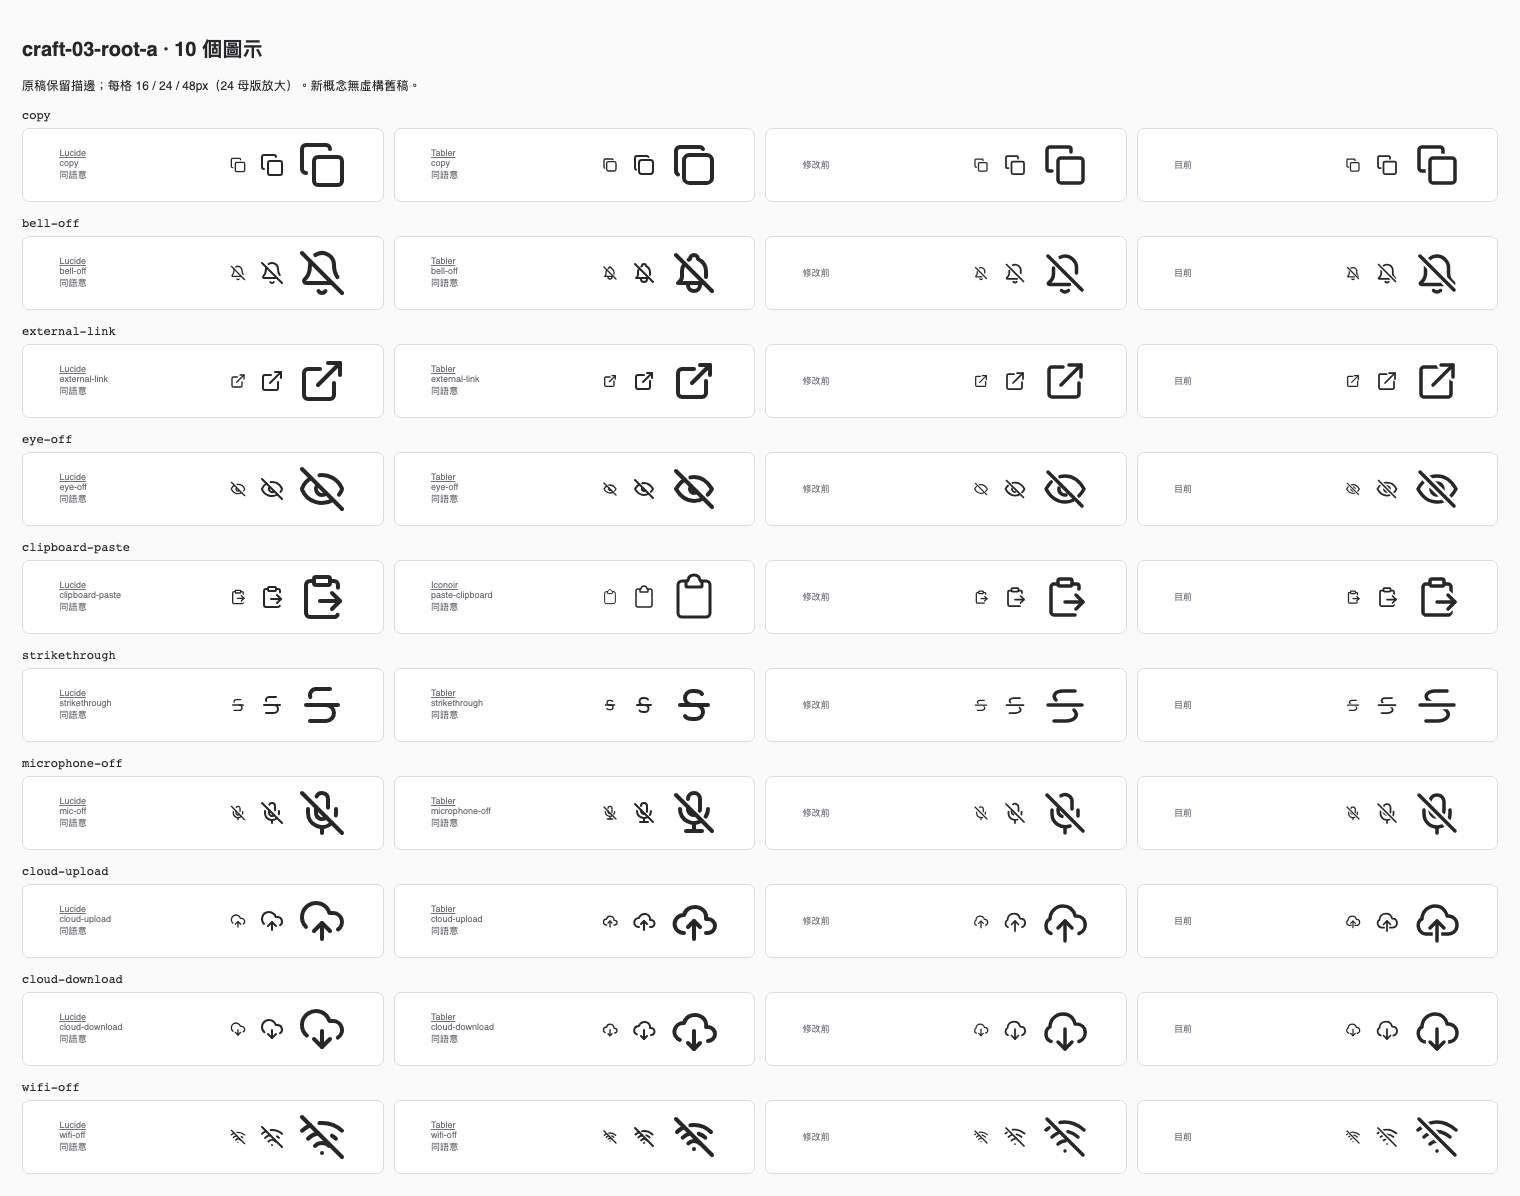 craft-03-root-a · 10 個圖示
原稿保留描邊；每格 16 / 24 / 48px（24 母版放大）。新概念無虛構舊稿。
copy
Lucide
copy
同語意
Tabler
copy
同語意
修改前
目前
bell-off
Lucide
bell-off
同語意
Tabler
bell-off
同語意
修改前
目前
external-link
Lucide
external-link
同語意
Tabler
external-link
同語意
修改前
目前
eye-off
Lucide
eye-off
同語意
Tabler
eye-off
同語意
修改前
目前
clipboard-paste
Lucide
clipboard-paste
同語意
Iconoir
paste-clipboard
同語意
修改前
目前
strikethrough
Lucide
strikethrough
同語意
Tabler
strikethrough
同語意
修改前
目前
microphone-off
Lucide
mic-off
同語意
Tabler
microphone-off
同語意
修改前
目前
cloud-upload
Lucide
cloud-upload
同語意
Tabler
cloud-upload
同語意
修改前
目前
cloud-download
Lucide
cloud-download
同語意
Tabler
cloud-download
同語意
修改前
目前
wifi-off
Lucide
wifi-off
同語意
Tabler
wifi-off
同語意
修改前
目前